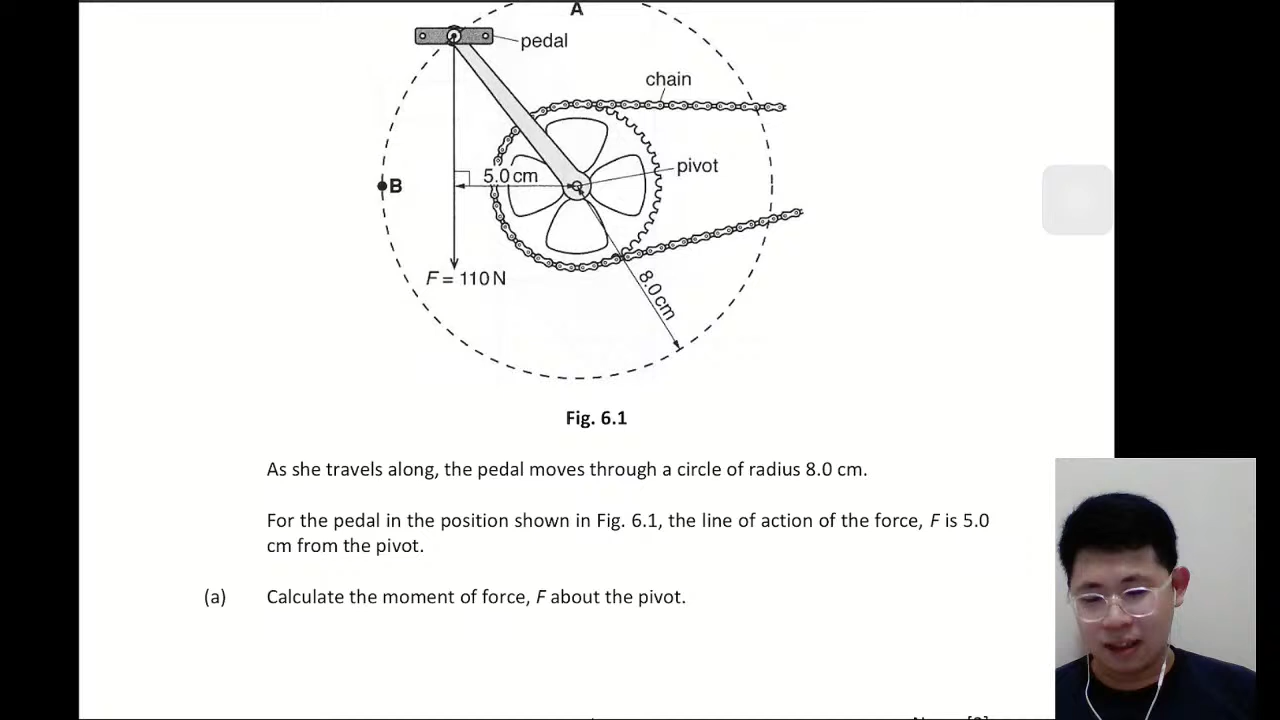 A
pedal
chain
pivot
B
5.0 cm
F = 110 N
8.0 cm
Fig. 6.1
As she travels along, the pedal moves through a circle of radius 8.0 cm.
For the pedal in the position shown in Fig. 6.1, the line of action of the force, F is 5.0
cm from the pivot.
(a) Calculate the moment of force, F about the pivot.